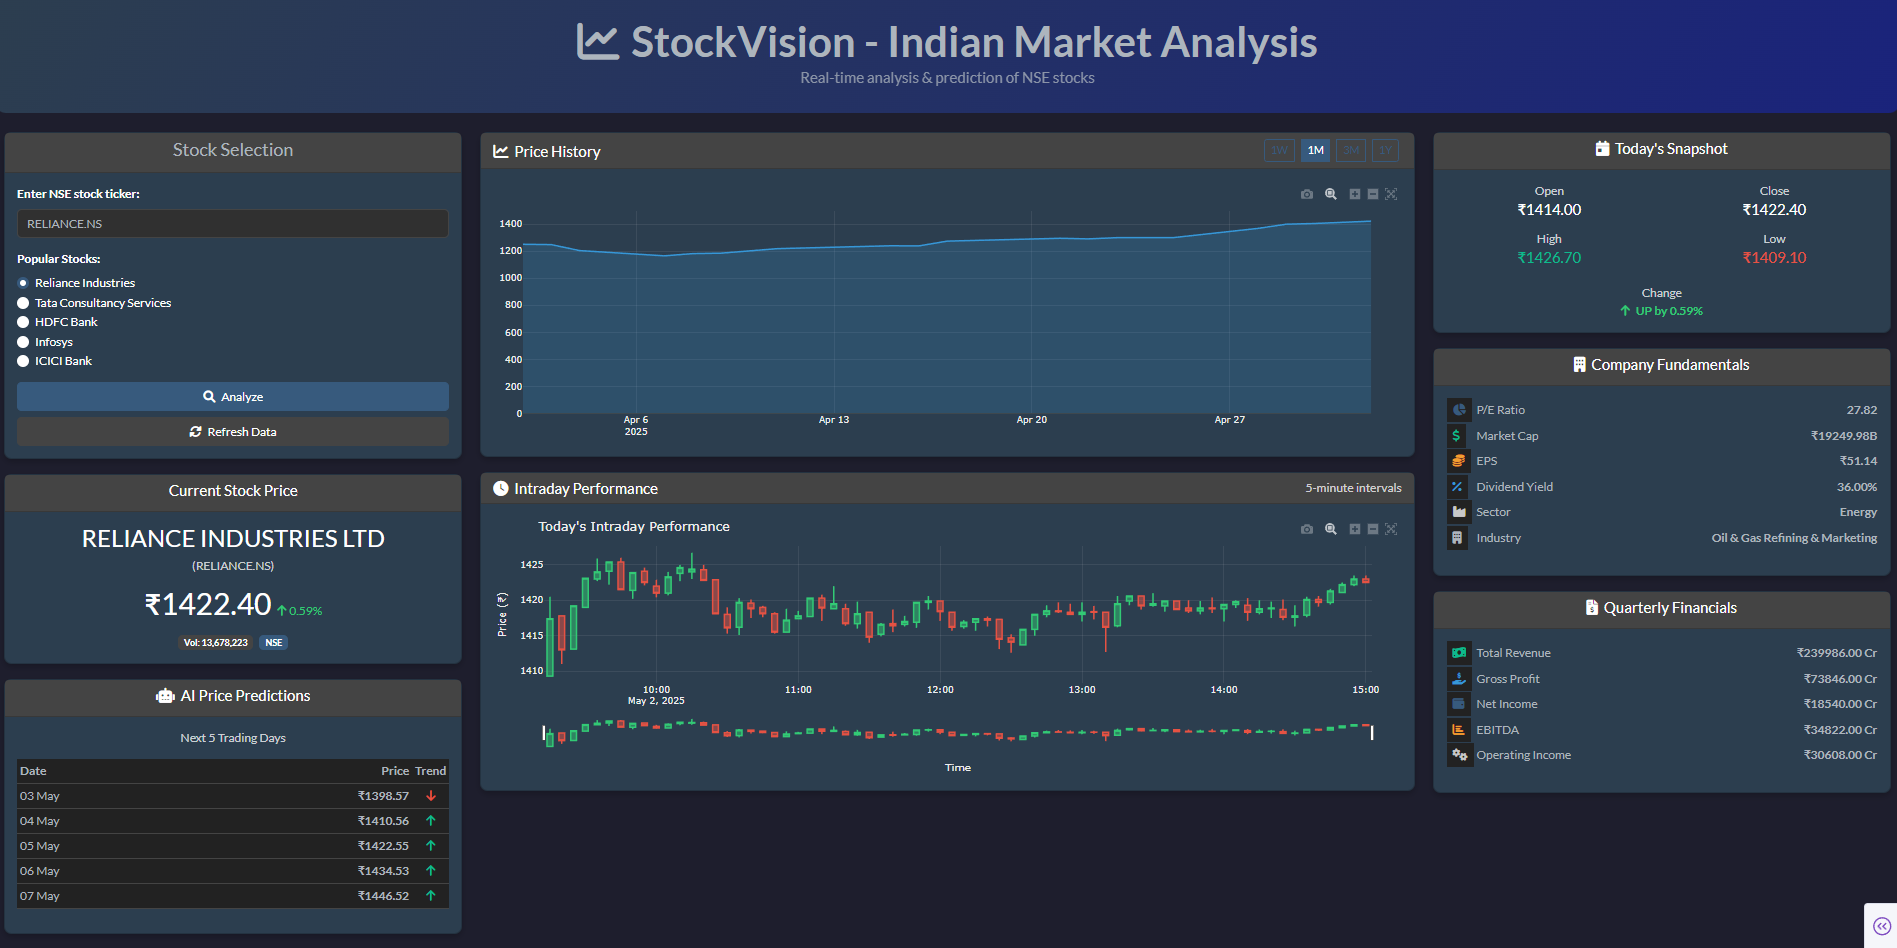 StockVision - Indian Market Analysis
Real-time analysis & prediction of NSE stocks
Stock Selection
Enter NSE stock ticker:
RELIANCE.NS
Popular Stocks:
Reliance Industries
Tata Consultancy Services
HDFC Bank
Infosys
ICICI Bank
Analyze
Refresh Data
Current Stock Price
RELIANCE INDUSTRIES LTD
(RELIANCE.NS)
₹1422.40 0.59%
Vol: 13,678,223 NSE
AI Price Predictions
Next 5 Trading Days
Date Price Trend
03 May ₹1398.57
04 May ₹1410.56
05 May ₹1422.55
06 May ₹1434.53
07 May ₹1446.52
Price History 1W 1M 3M 1Y
1400
1200
1000
800
600
400
200
0
Apr 6 Apr 13 Apr 20 Apr 27
2025
Intraday Performance 5-minute intervals
Today's Intraday Performance
Price (₹)
1425
1420
1415
1410
10:00 11:00 12:00 13:00 14:00 15:00
May 2, 2025
Time
Today's Snapshot
Open Close
₹1414.00 ₹1422.40
High Low
₹1426.70 ₹1409.10
Change
UP by 0.59%
Company Fundamentals
P/E Ratio 27.82
Market Cap ₹19249.98B
EPS ₹51.14
Dividend Yield 36.00%
Sector Energy
Industry Oil & Gas Refining & Marketing
Quarterly Financials
Total Revenue ₹239986.00 Cr
Gross Profit ₹73846.00 Cr
Net Income ₹18540.00 Cr
EBITDA ₹34822.00 Cr
Operating Income ₹30608.00 Cr